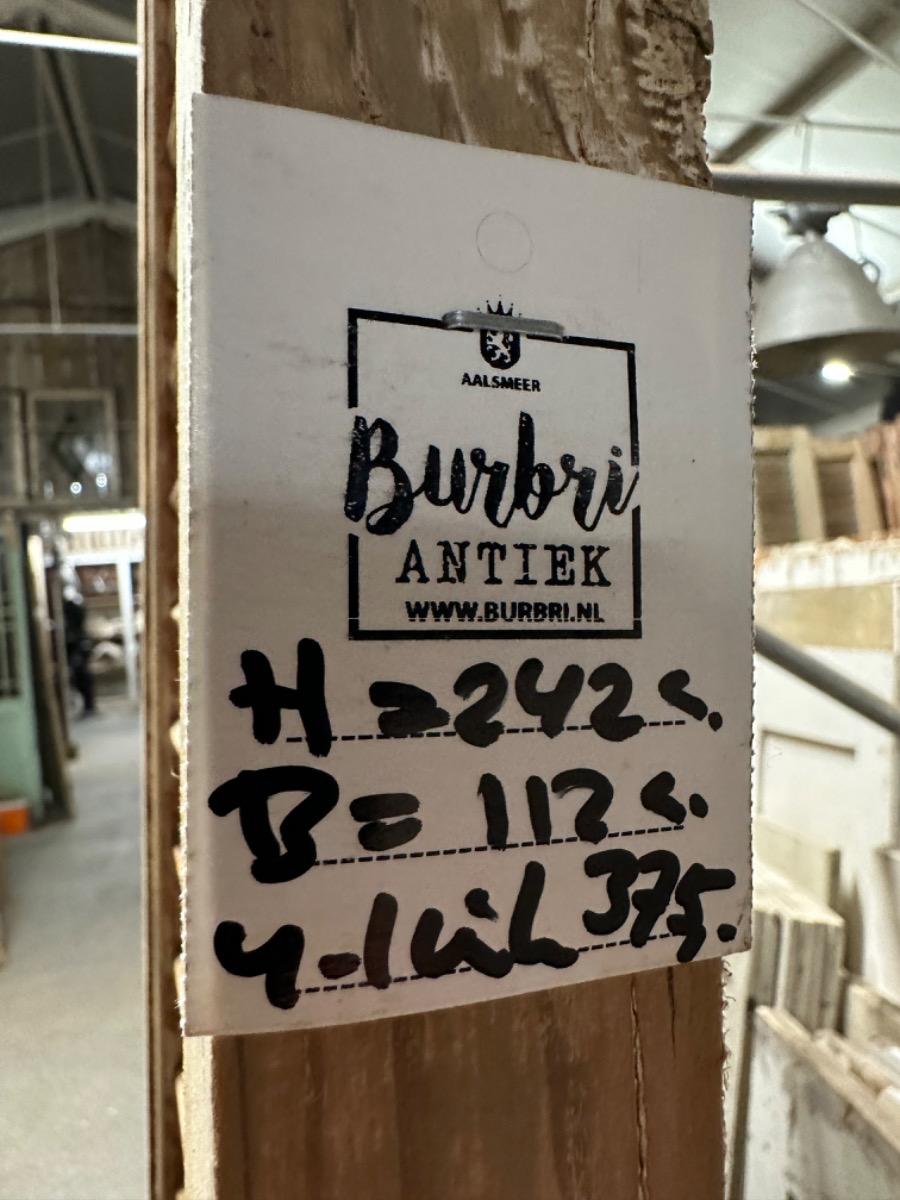 AALSMEER
Burbri
ANTIEK
WWW.BURBRI.NL
H = 242 c.
B = 112 c.
375.